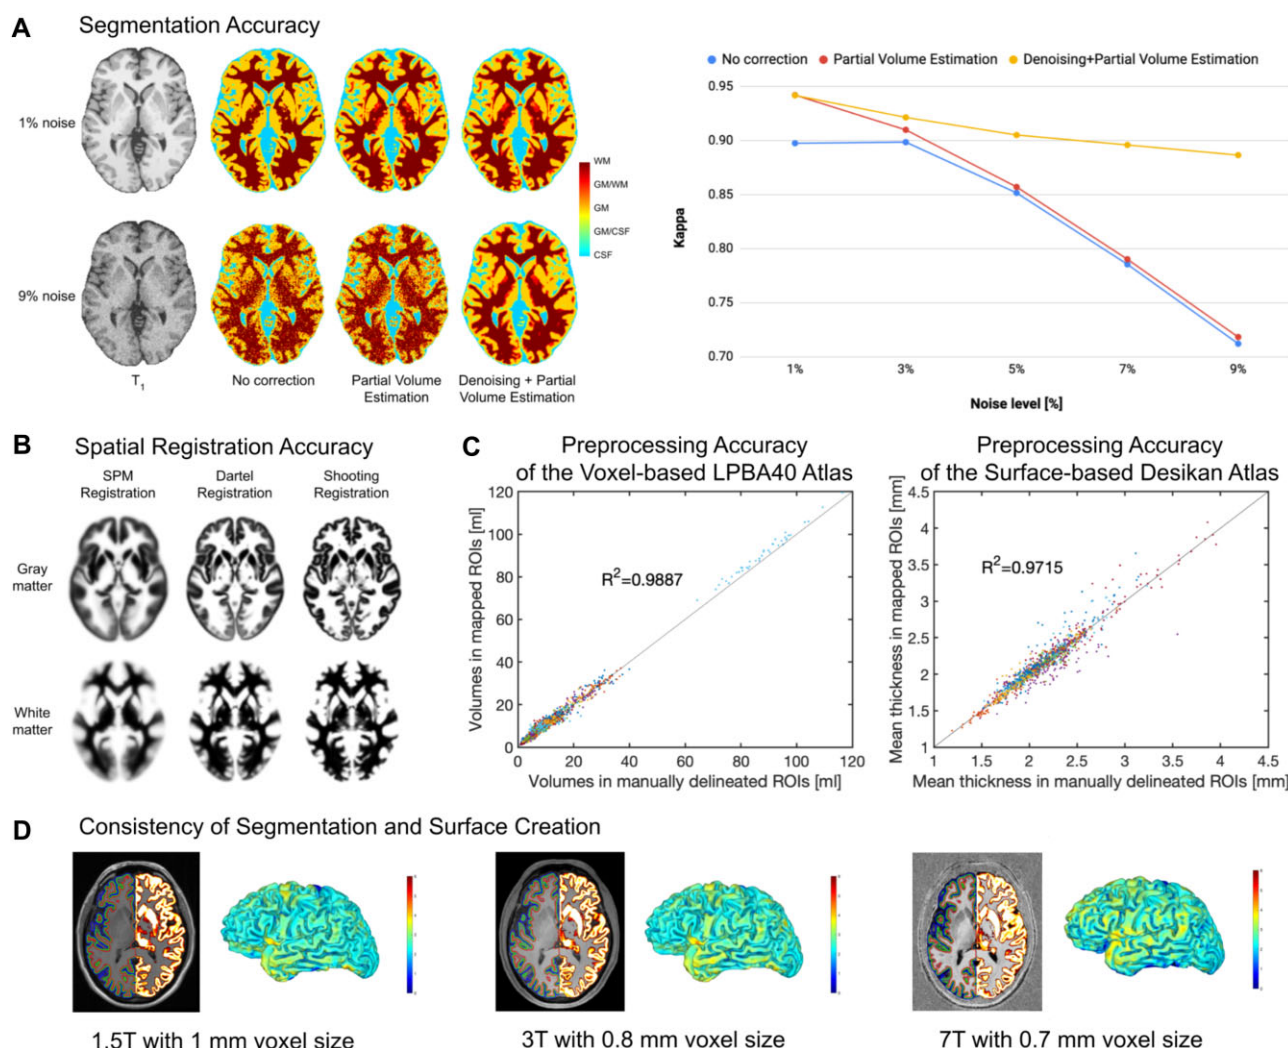 A Segmentation Accuracy
1% noise
9% noise
T1
No correction
Partial Volume
Estimation
Denoising + Partial
Volume Estimation
WM
GM/WM
GM
GM/CSF
CSF
No correction Partial Volume Estimation Denoising+Partial Volume Estimation
Kappa
0.95
0.90
0.85
0.80
0.75
0.70
1% 3% 5% 7% 9%
Noise level [%]
B Spatial Registration Accuracy
SPM
Registration
Dartel
Registration
Shooting
Registration
Gray
matter
White
matter
C Preprocessing Accuracy
of the Voxel-based LPBA40 Atlas
Volumes in mapped ROIs [ml]
120
100
80
60
40
20
0
R2=0.9887
0 20 40 60 80 100 120
Volumes in manually delineated ROIs [ml]
Preprocessing Accuracy
of the Surface-based Desikan Atlas
Mean thickness in mapped ROIs [mm]
4.5
4
3.5
3
2.5
2
1.5
1
R2=0.9715
1 1.5 2 2.5 3 3.5 4 4.5
Mean thickness in manually delineated ROIs [mm]
D Consistency of Segmentation and Surface Creation
1.5T with 1 mm voxel size
3T with 0.8 mm voxel size
7T with 0.7 mm voxel size